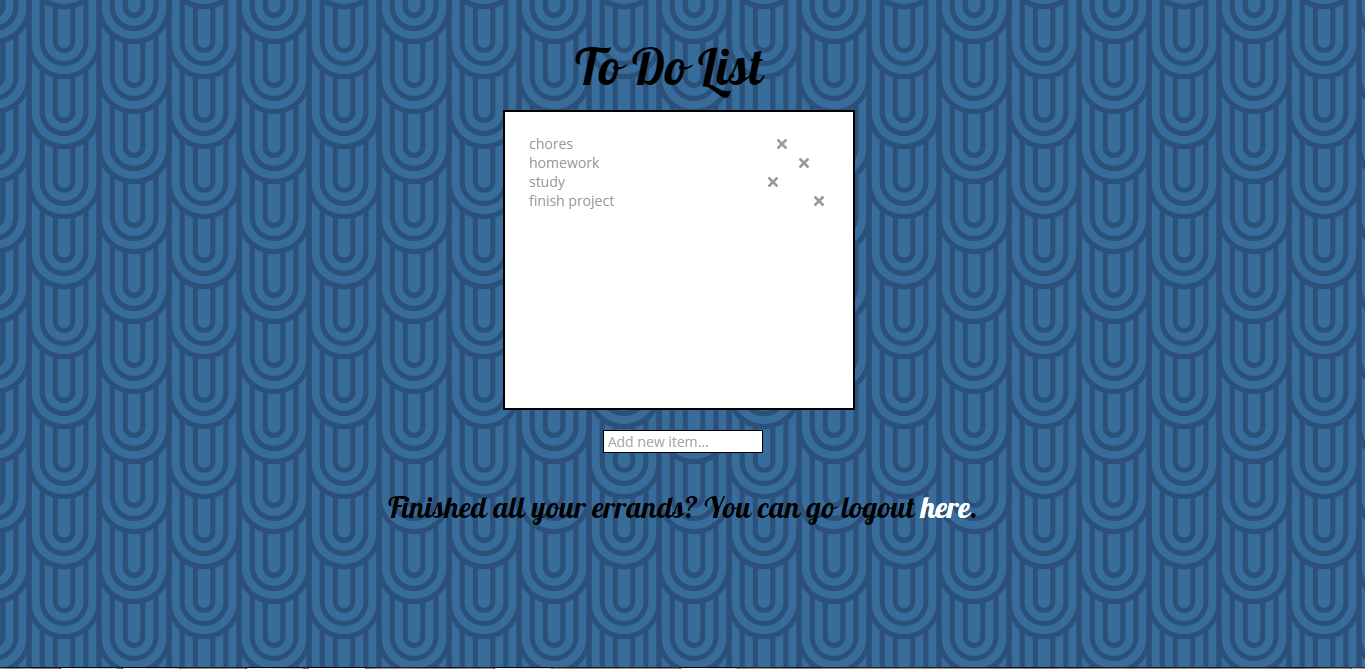 To Do List
chores
homework
study
finish project
Add new item...
Finished all your errands? You can go logout here.